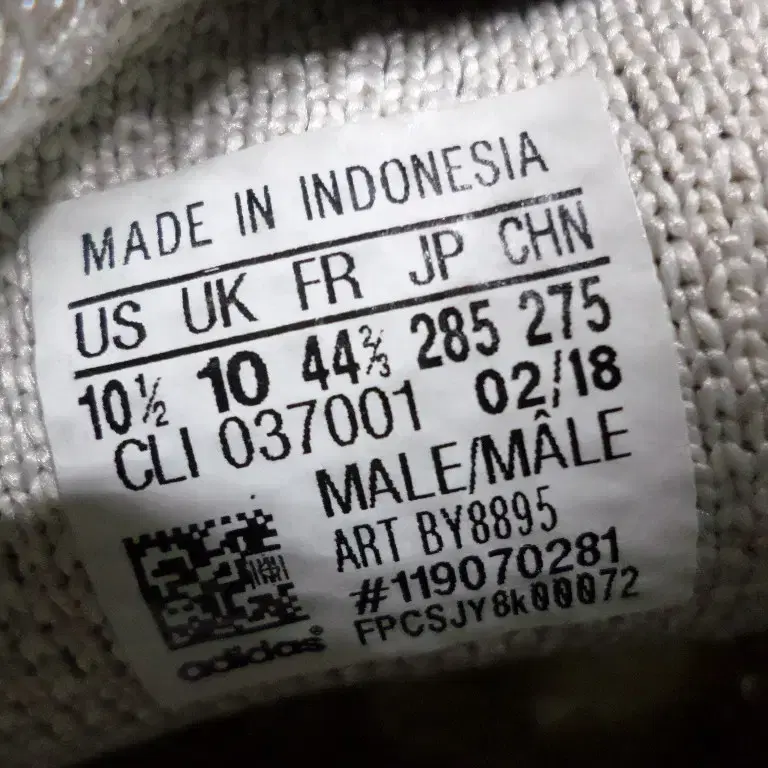 MADE IN INDONESIA
US UK FR JP CHN
10½ 10 44⅔ 285 275
CLI 037001 02/18
MALE/MÂLE
ART BY8895
#119070281
FPCSJY8k00072
adidas®